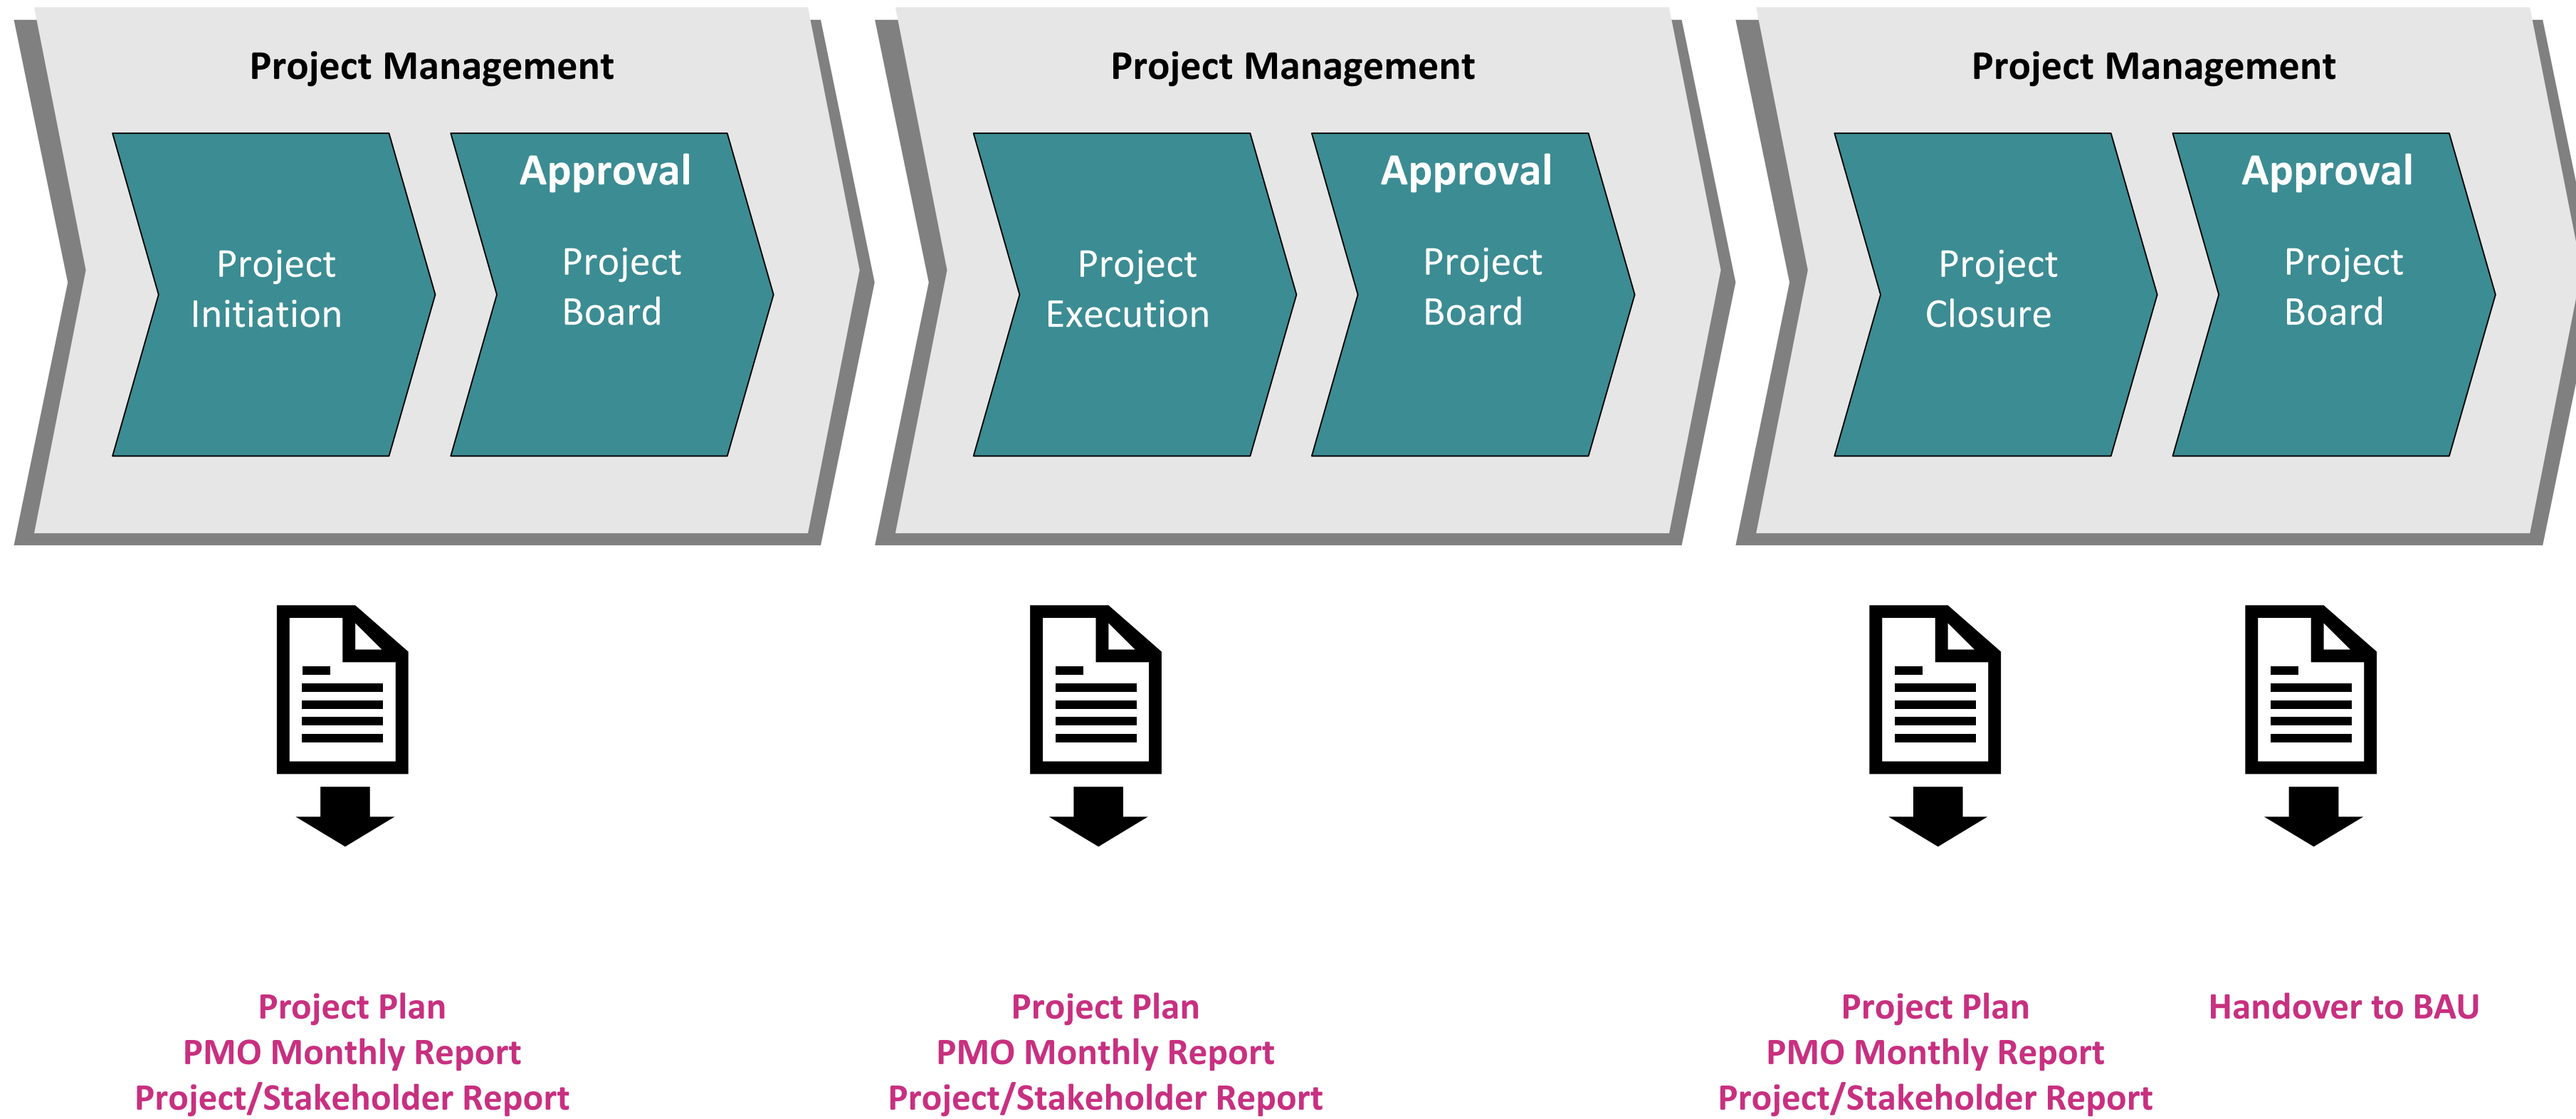 Project Management
Project
Initiation
Approval
Project
Board
Project Management
Project
Execution
Approval
Project
Board
Project Management
Project
Closure
Approval
Project
Board
Project Plan
PMO Monthly Report
Project/Stakeholder Report
Project Plan
PMO Monthly Report
Project/Stakeholder Report
Project Plan
PMO Monthly Report
Project/Stakeholder Report
Handover to BAU